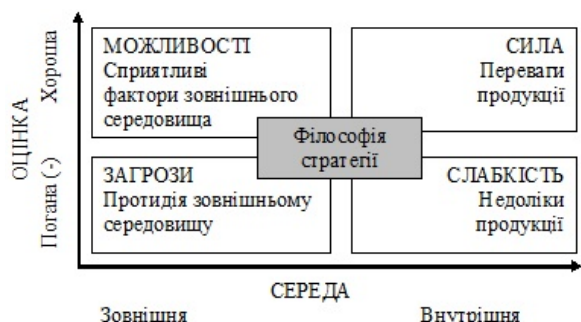 ОЦІНКА
Хороша
Погана (-)
МОЖЛИВОСТІ
Сприятливі
фактори зовнішнього
середовища
СИЛА
Переваги
продукції
Філософія
стратегії
ЗАГРОЗИ
Протидія зовнішньому
середовищу
СЛАБКІСТЬ
Недоліки
продукції
СЕРЕДА
Зовнішня
Внутрішня